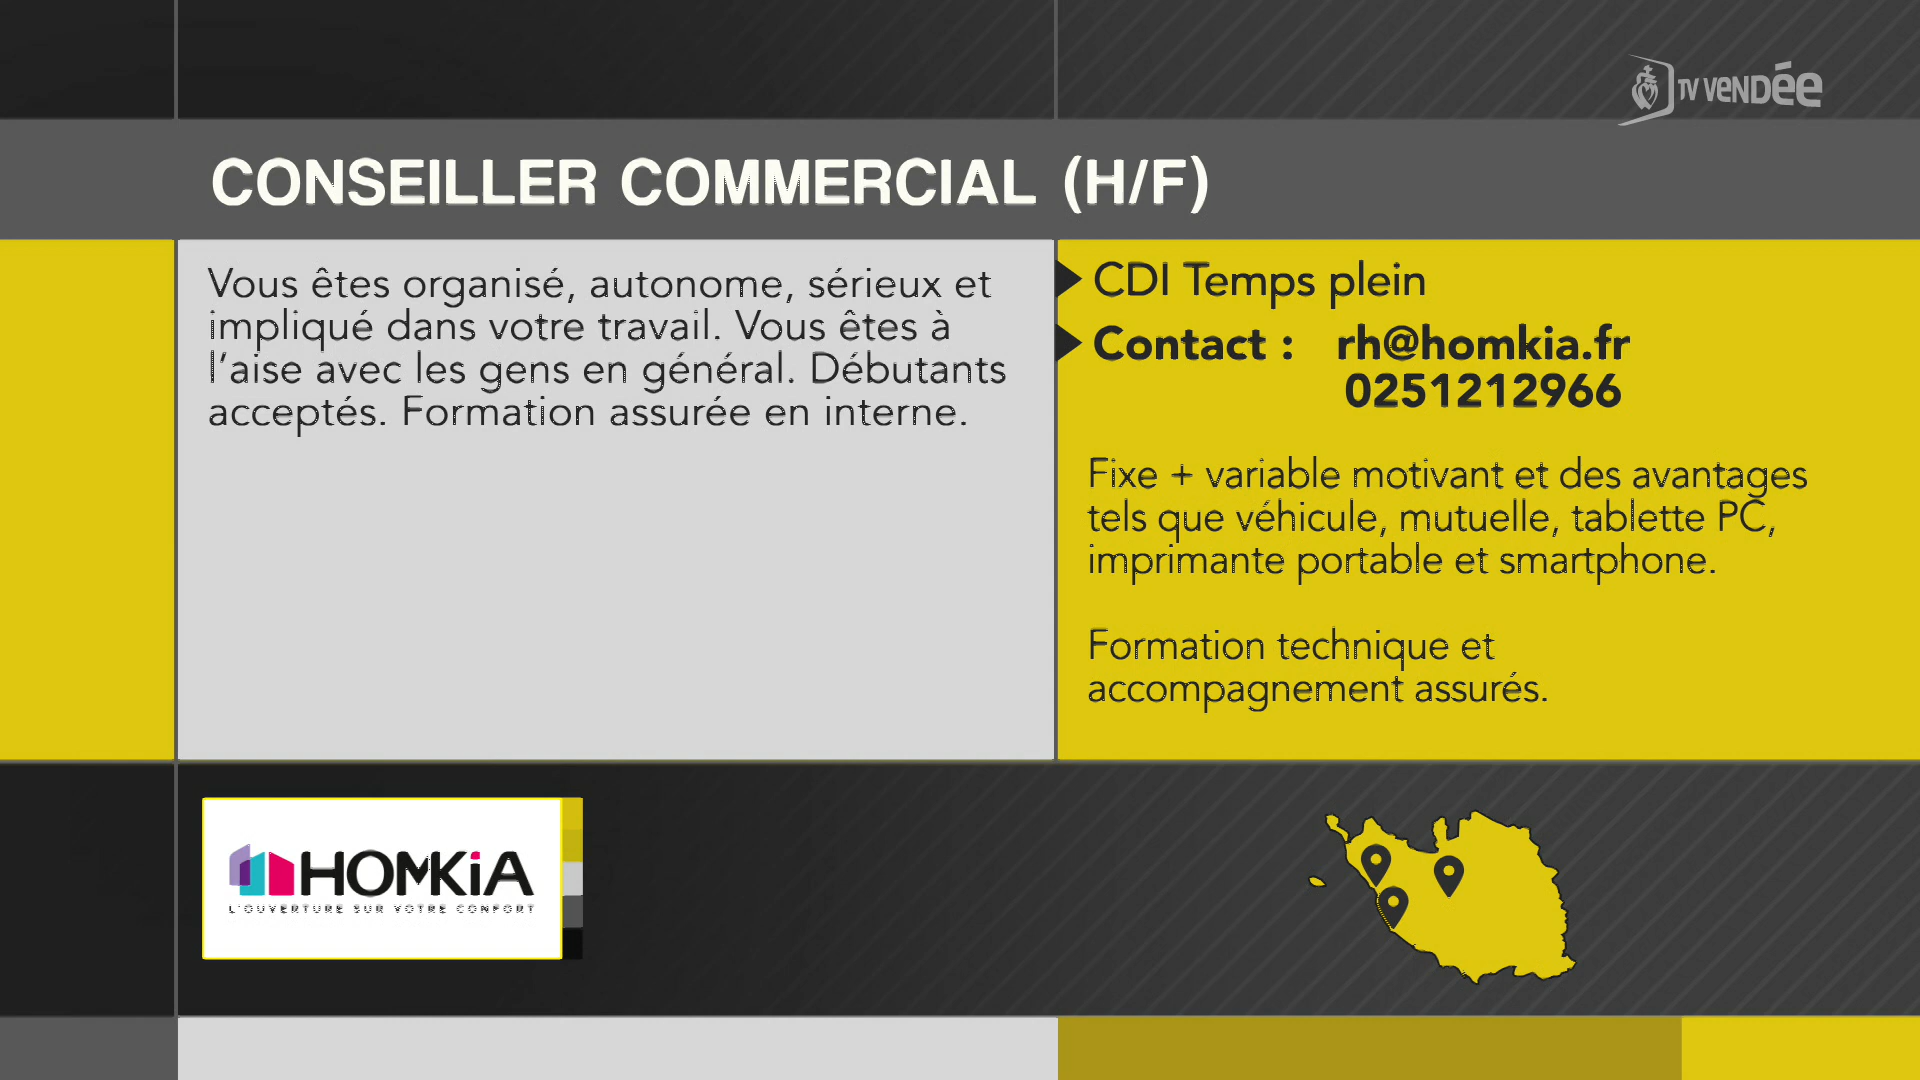 TV VENDÉE
CONSEILLER COMMERCIAL (H/F)
Vous êtes organisé, autonome, sérieux et
impliqué dans votre travail. Vous êtes à
l’aise avec les gens en général. Débutants
acceptés. Formation assurée en interne.
CDI Temps plein
Contact : rh@homkia.fr
0251212966
Fixe + variable motivant et des avantages
tels que véhicule, mutuelle, tablette PC,
imprimante portable et smartphone.
Formation technique et
accompagnement assurés.
HOMKiA
L'OUVERTURE SUR VOTRE CONFORT